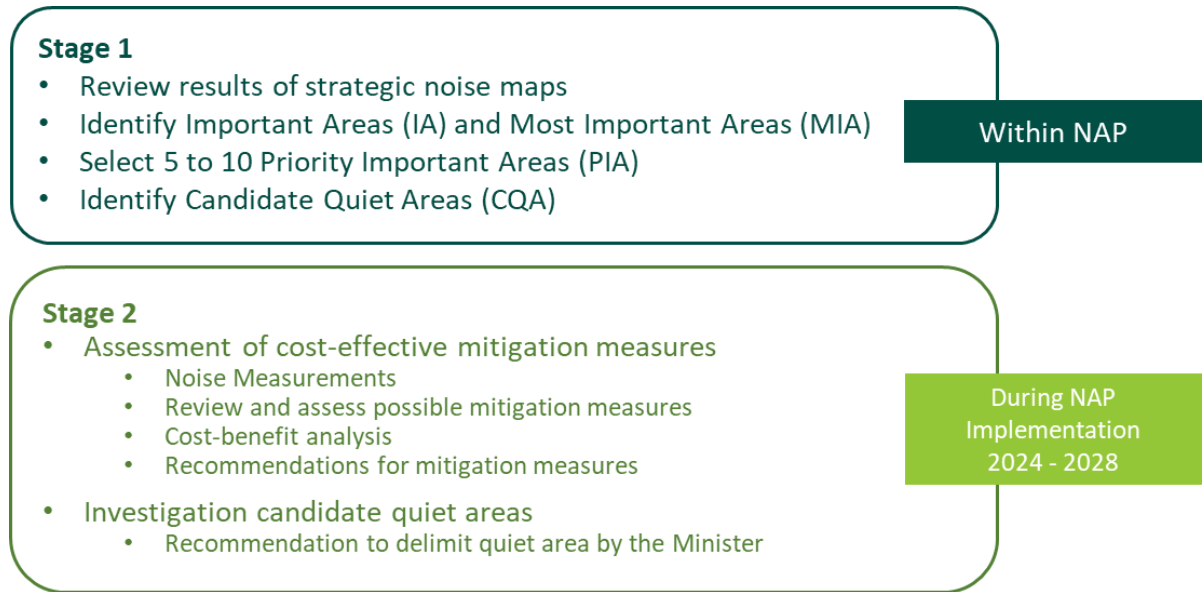 Stage 1
• Review results of strategic noise maps
• Identify Important Areas (IA) and Most Important Areas (MIA)
• Select 5 to 10 Priority Important Areas (PIA)
• Identify Candidate Quiet Areas (CQA)
Within NAP
Stage 2
• Assessment of cost-effective mitigation measures
• Noise Measurements
• Review and assess possible mitigation measures
• Cost-benefit analysis
• Recommendations for mitigation measures
• Investigation candidate quiet areas
• Recommendation to delimit quiet area by the Minister
During NAP
Implementation
2024 - 2028